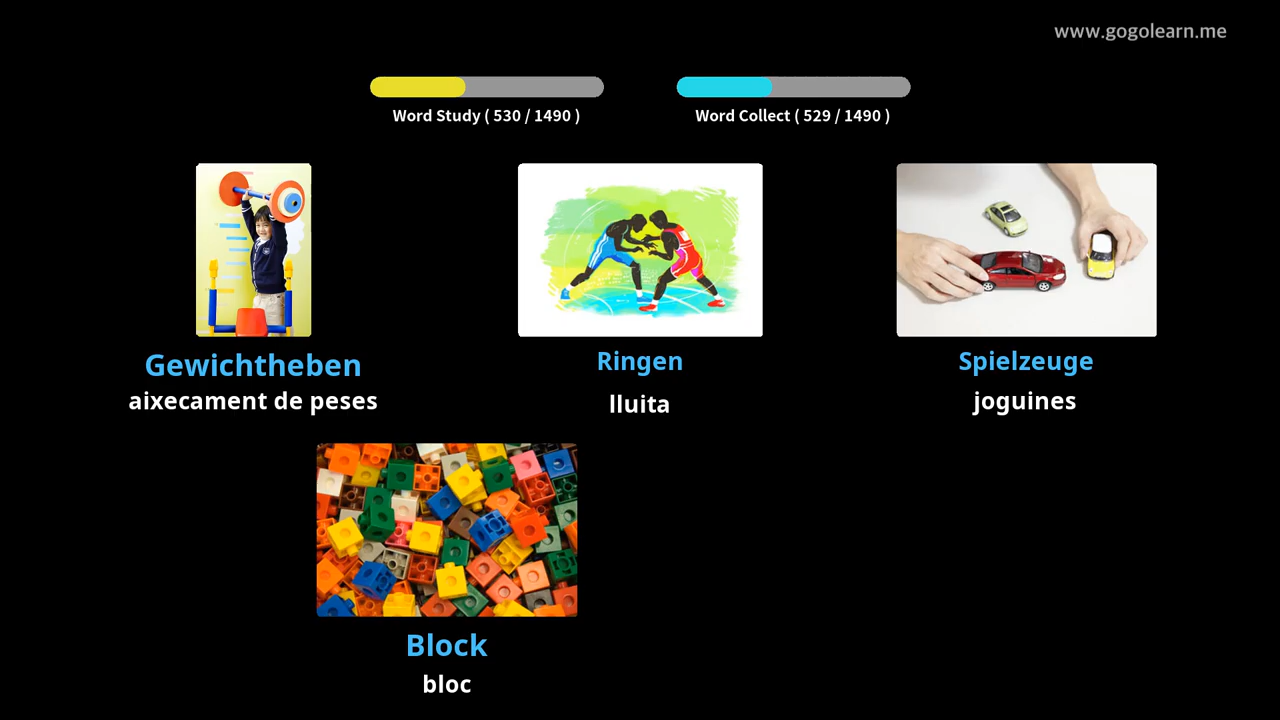 www.gogolearn.me
Word Study ( 530 / 1490 )
Word Collect ( 529 / 1490 )
Gewichtheben
aixecament de peses
Ringen
lluita
Spielzeuge
joguines
Block
bloc